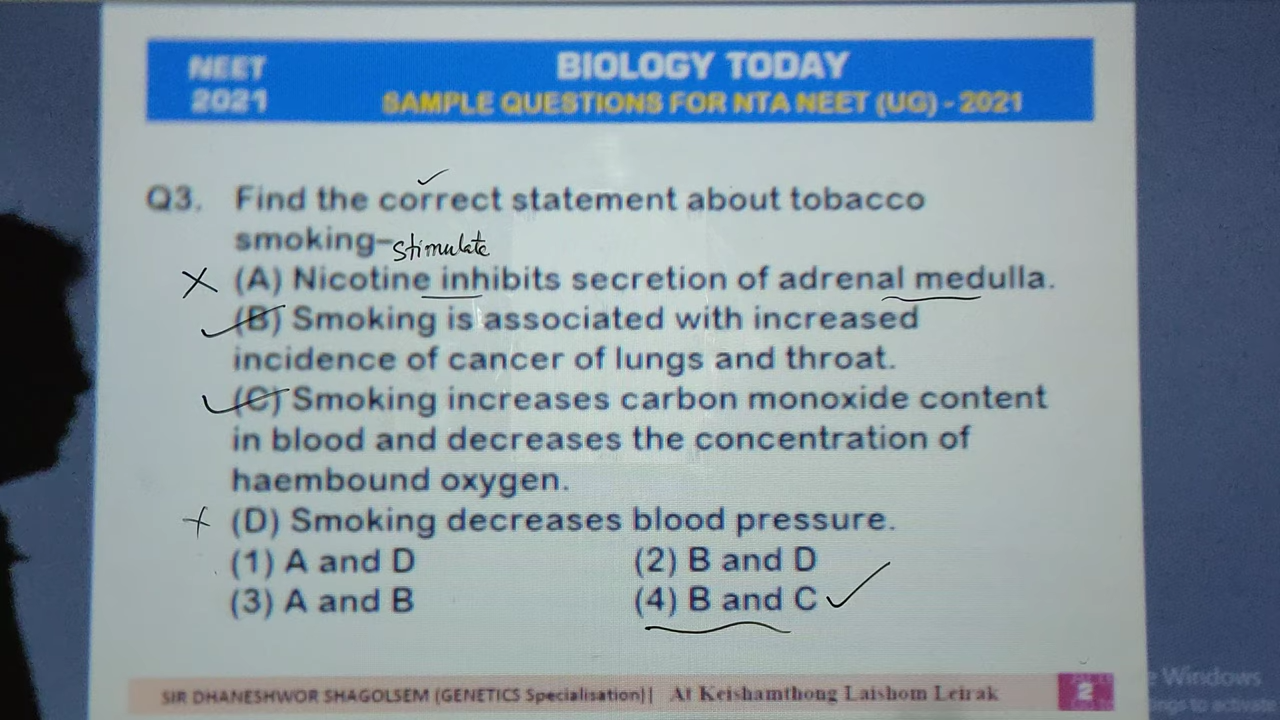 NEET
2021
BIOLOGY TODAY
SAMPLE QUESTIONS FOR NTA NEET (UG) - 2021
Q3. Find the correct statement about tobacco
smoking-
stimulate
(A) Nicotine inhibits secretion of adrenal medulla.
(B) Smoking is associated with increased
incidence of cancer of lungs and throat.
(C) Smoking increases carbon monoxide content
in blood and decreases the concentration of
haembound oxygen.
(D) Smoking decreases blood pressure.
(1) A and D (2) B and D
(3) A and B (4) B and C
SIR DHANESHWOR SHAGOLSEM (GENETICS Specialisation)|| At Keishamthong Laishom Leirak 2
Windows
to activate